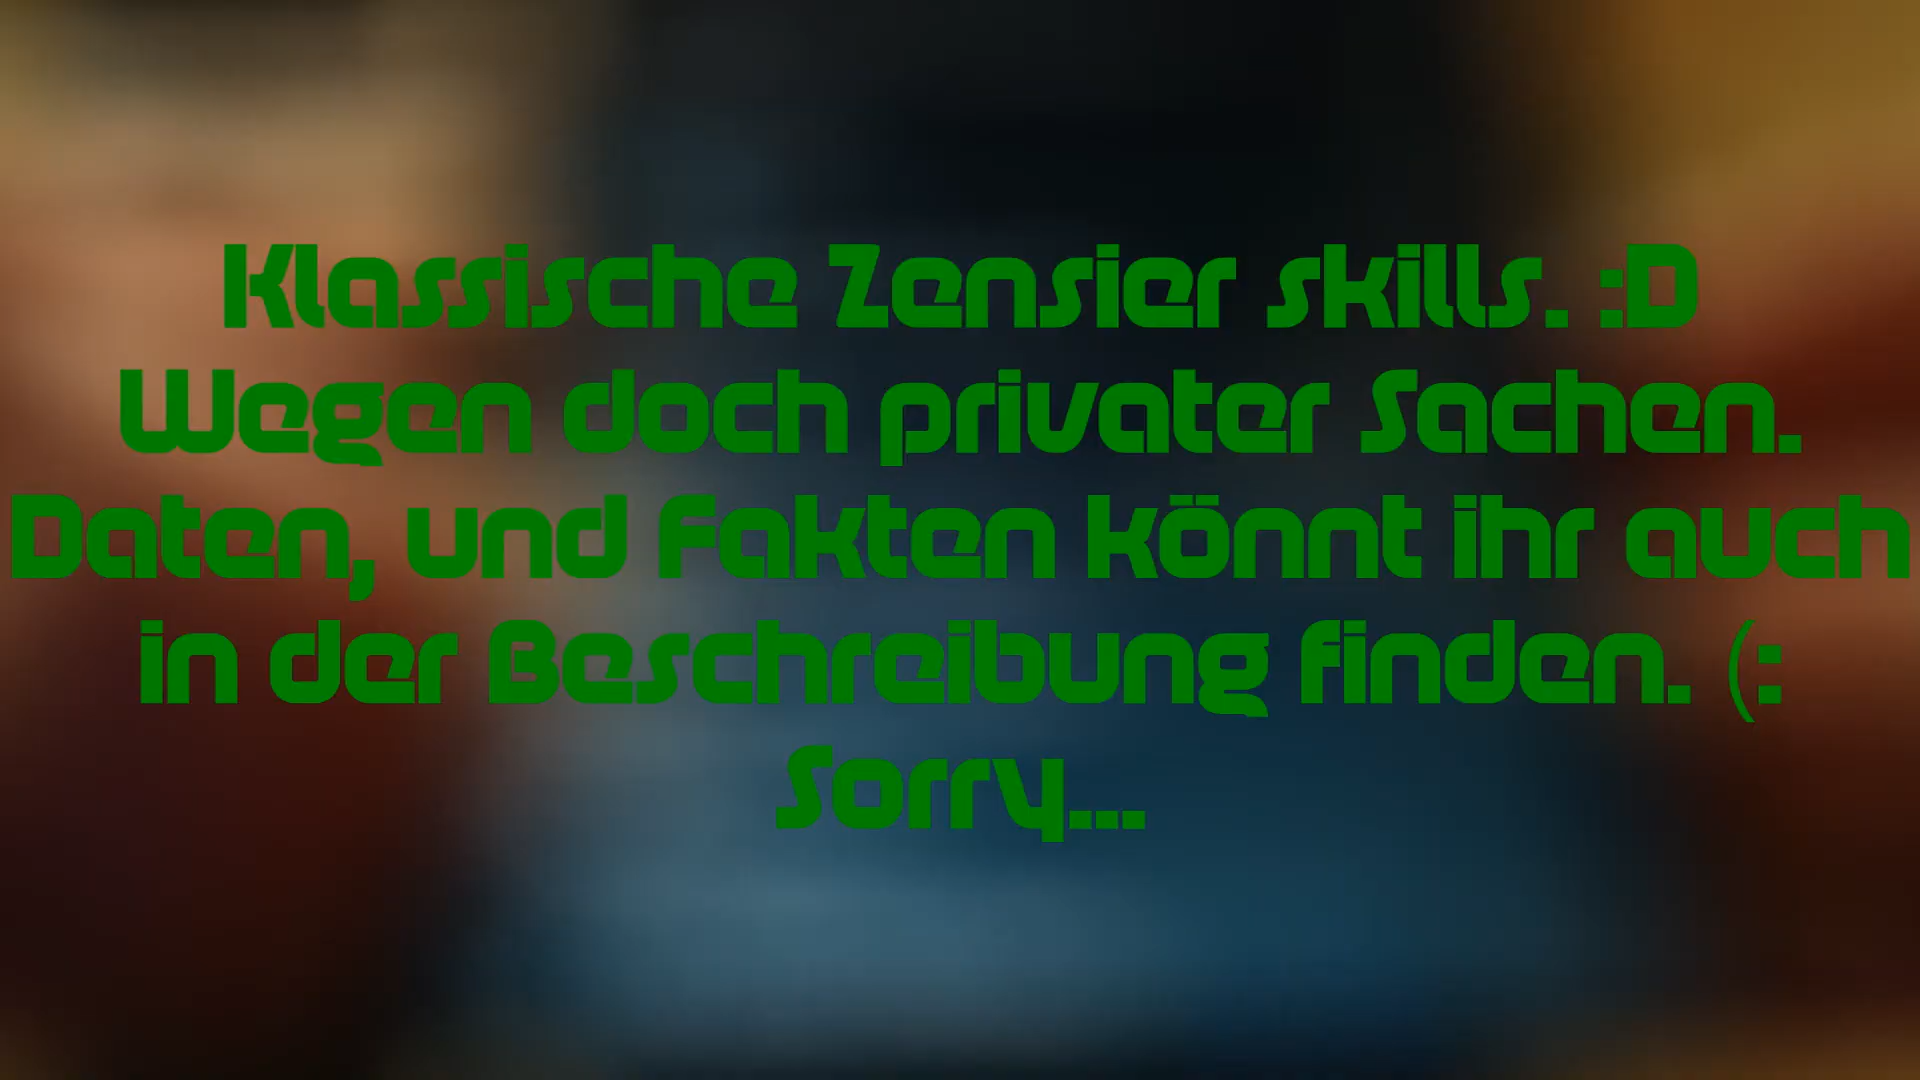 Klassische Zensier skills. :D
Wegen doch privater Sachen.
Daten, und Fakten könnt ihr auch
in der Beschreibung finden. (:
Sorry...